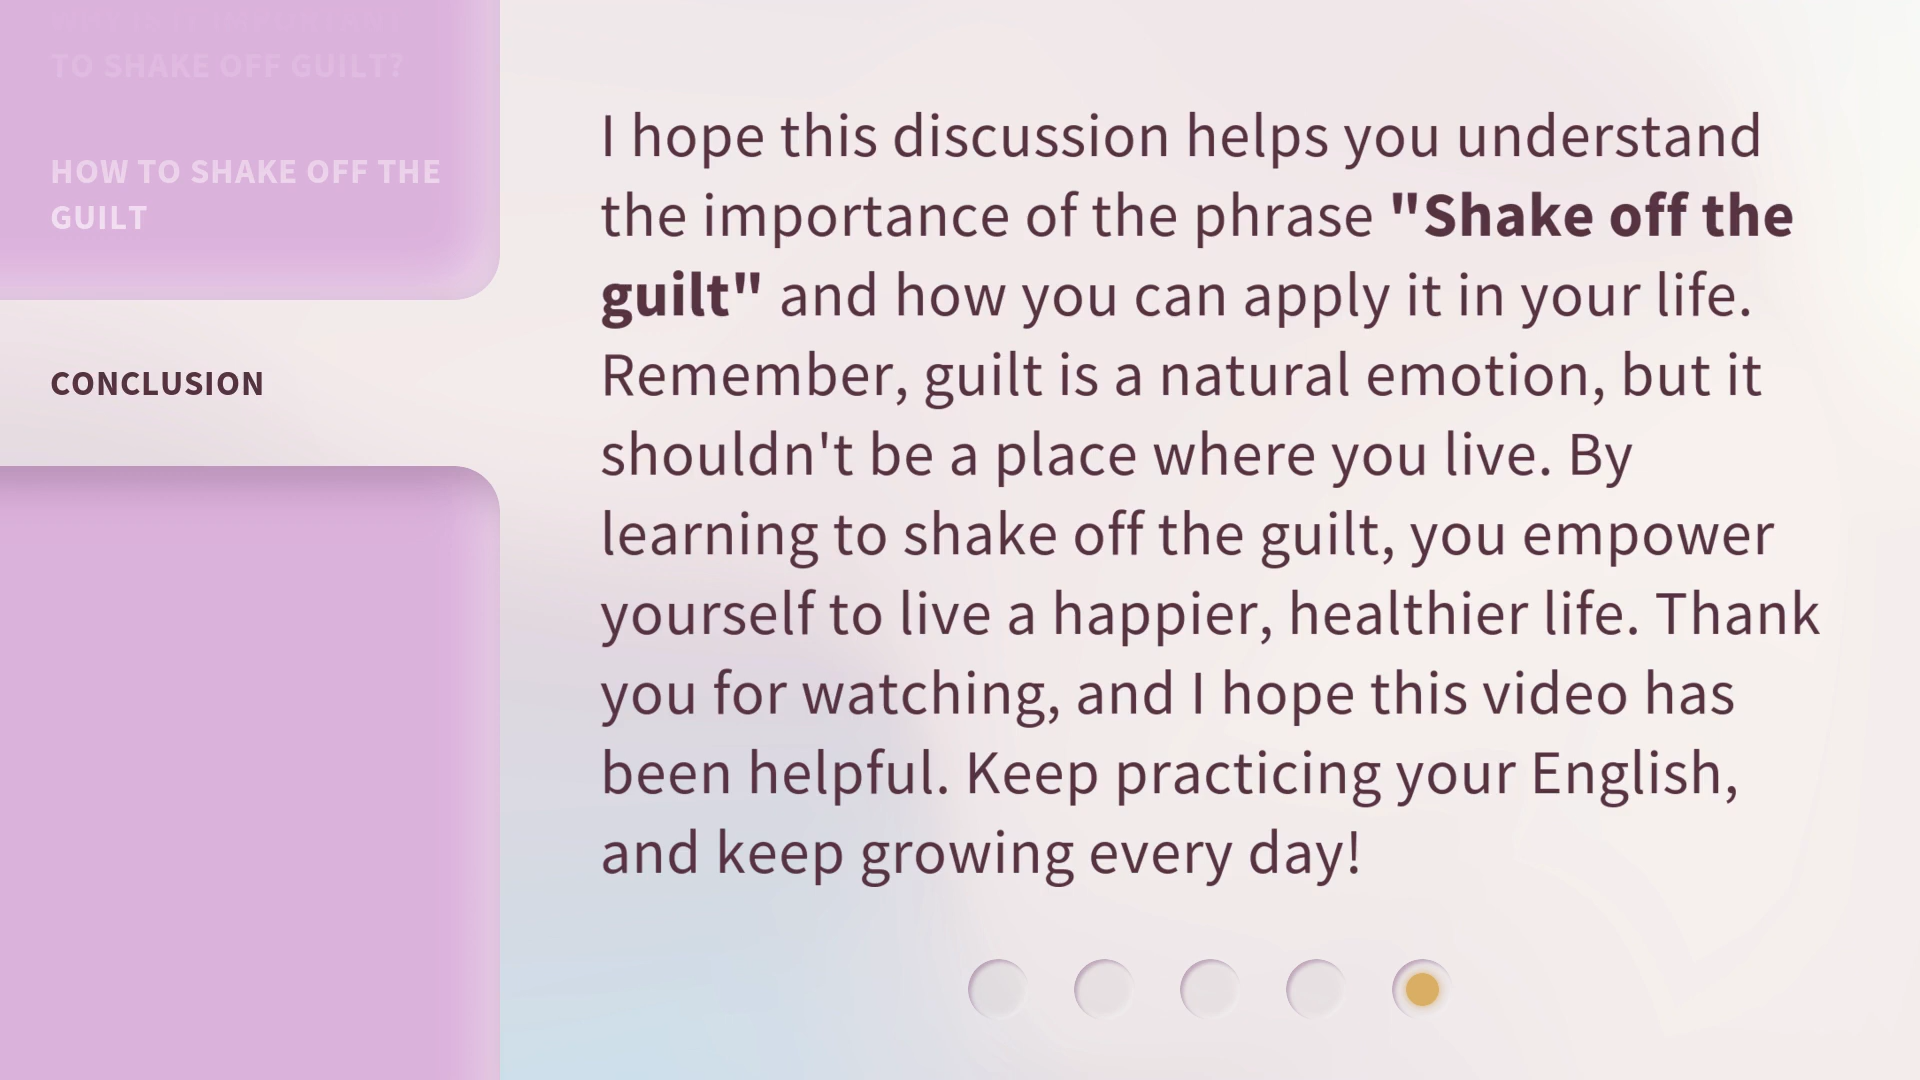 TO SHAKE OFF GUILT?
HOW TO SHAKE OFF THE
GUILT
CONCLUSION
I hope this discussion helps you understand
the importance of the phrase "Shake off the
guilt" and how you can apply it in your life.
Remember, guilt is a natural emotion, but it
shouldn't be a place where you live. By
learning to shake off the guilt, you empower
yourself to live a happier, healthier life. Thank
you for watching, and I hope this video has
been helpful. Keep practicing your English,
and keep growing every day!